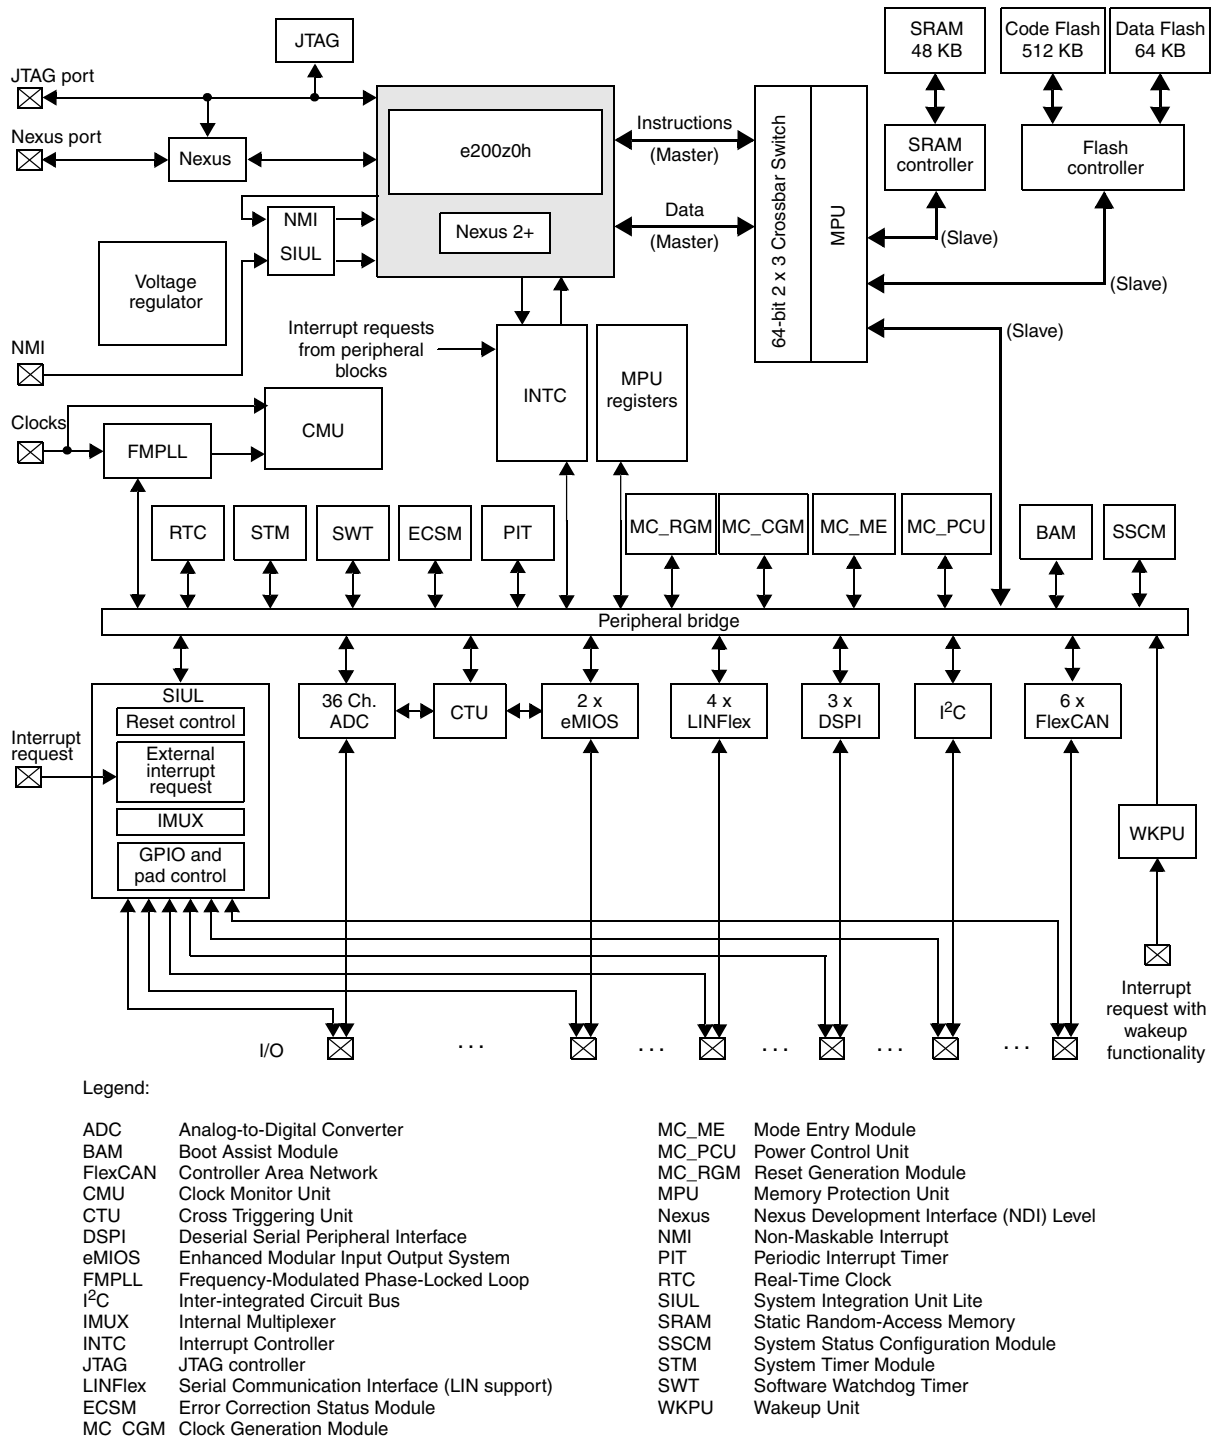 JTAG
SRAM
48 KB
Code Flash
512 KB
Data Flash
64 KB
JTAG port
Nexus port
Nexus
e200z0h
Nexus 2+
Instructions
(Master)
Data
(Master)
64-bit 2 x 3 Crossbar Switch
MPU
SRAM
controller
Flash
controller
(Slave)
(Slave)
(Slave)
NMI
SIUL
Voltage
regulator
NMI
Interrupt requests
from peripheral
blocks
INTC
MPU
registers
Clocks
FMPLL
CMU
RTC
STM
SWT
ECSM
PIT
MC_RGM
MC_CGM
MC_ME
MC_PCU
BAM
SSCM
Peripheral bridge
SIUL
Reset control
External
interrupt
request
IMUX
GPIO and
pad control
Interrupt
request
36 Ch.
ADC
CTU
2 x
eMIOS
4 x
LINFlex
3 x
DSPI
I²C
6 x
FlexCAN
WKPU
Interrupt
request with
wakeup
functionality
I/O
. . .
. . .
. . .
. . .
. . .
Legend:
ADC Analog-to-Digital Converter
BAM Boot Assist Module
FlexCAN Controller Area Network
CMU Clock Monitor Unit
CTU Cross Triggering Unit
DSPI Deserial Serial Peripheral Interface
eMIOS Enhanced Modular Input Output System
FMPLL Frequency-Modulated Phase-Locked Loop
I²C Inter-integrated Circuit Bus
IMUX Internal Multiplexer
INTC Interrupt Controller
JTAG JTAG controller
LINFlex Serial Communication Interface (LIN support)
ECSM Error Correction Status Module
MC_CGM Clock Generation Module
MC_ME Mode Entry Module
MC_PCU Power Control Unit
MC_RGM Reset Generation Module
MPU Memory Protection Unit
Nexus Nexus Development Interface (NDI) Level
NMI Non-Maskable Interrupt
PIT Periodic Interrupt Timer
RTC Real-Time Clock
SIUL System Integration Unit Lite
SRAM Static Random-Access Memory
SSCM System Status Configuration Module
STM System Timer Module
SWT Software Watchdog Timer
WKPU Wakeup Unit